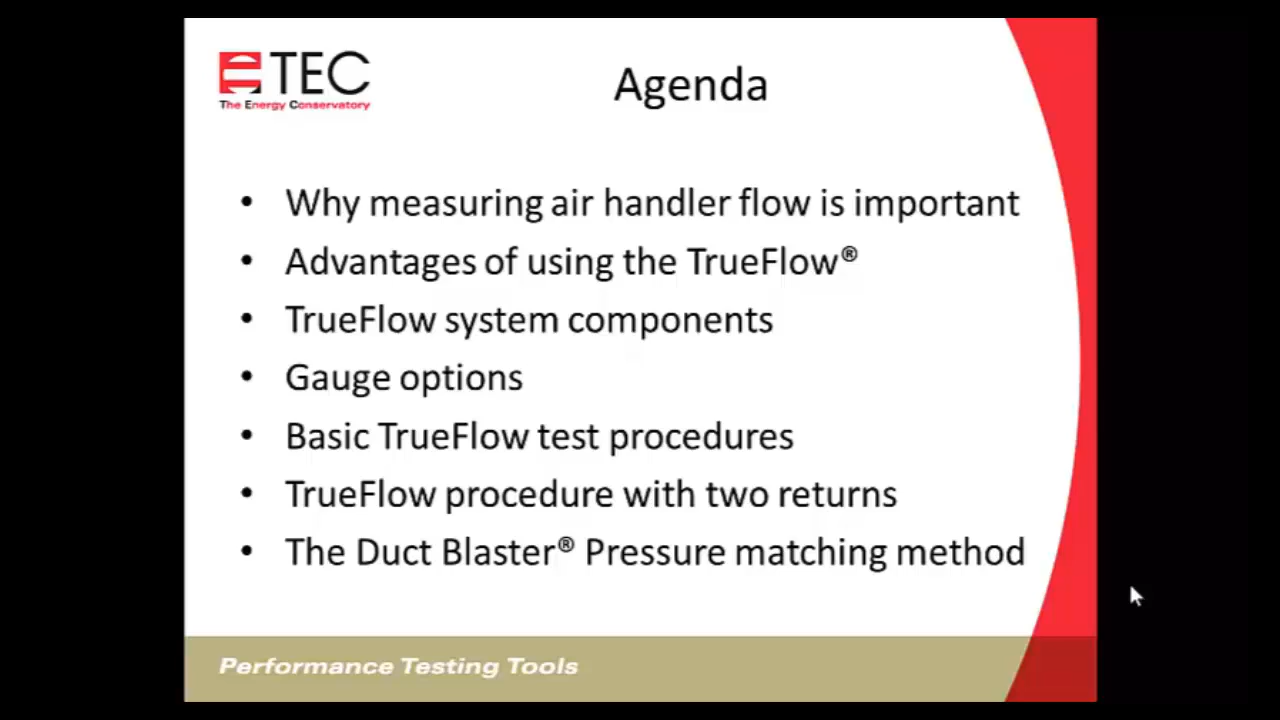 TEC
The Energy Conservatory
Agenda
• Why measuring air handler flow is important
• Advantages of using the TrueFlow®
• TrueFlow system components
• Gauge options
• Basic TrueFlow test procedures
• TrueFlow procedure with two returns
• The Duct Blaster® Pressure matching method
Performance Testing Tools